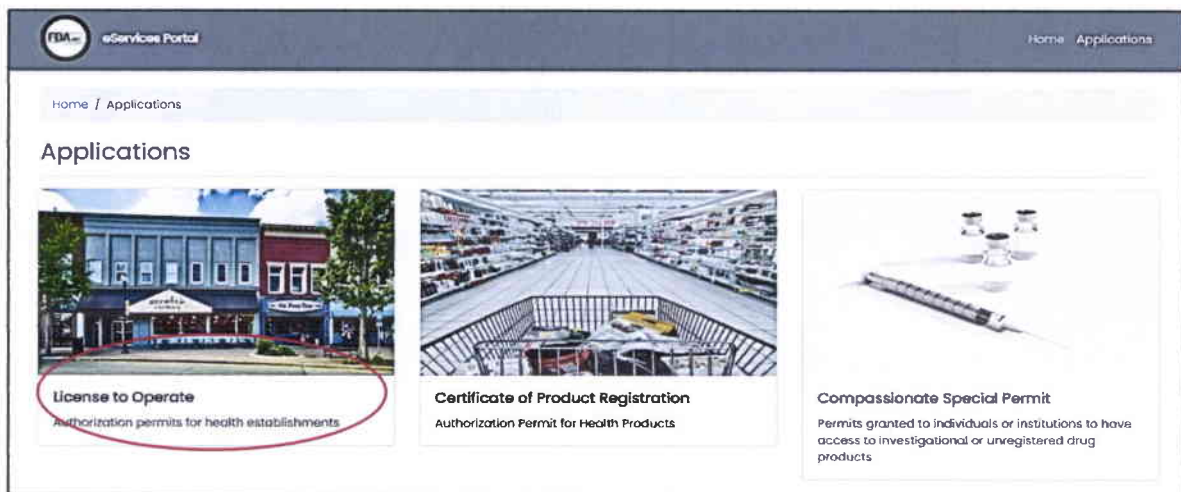 FDA
eServices Portal
Home Applications
Home / Applications
Applications
License to Operate
Authorization permits for health establishments
Certificate of Product Registration
Authorization Permit for Health Products
Compassionate Special Permit
Permits granted to individuals or institutions to have
access to investigational or unregistered drug
products